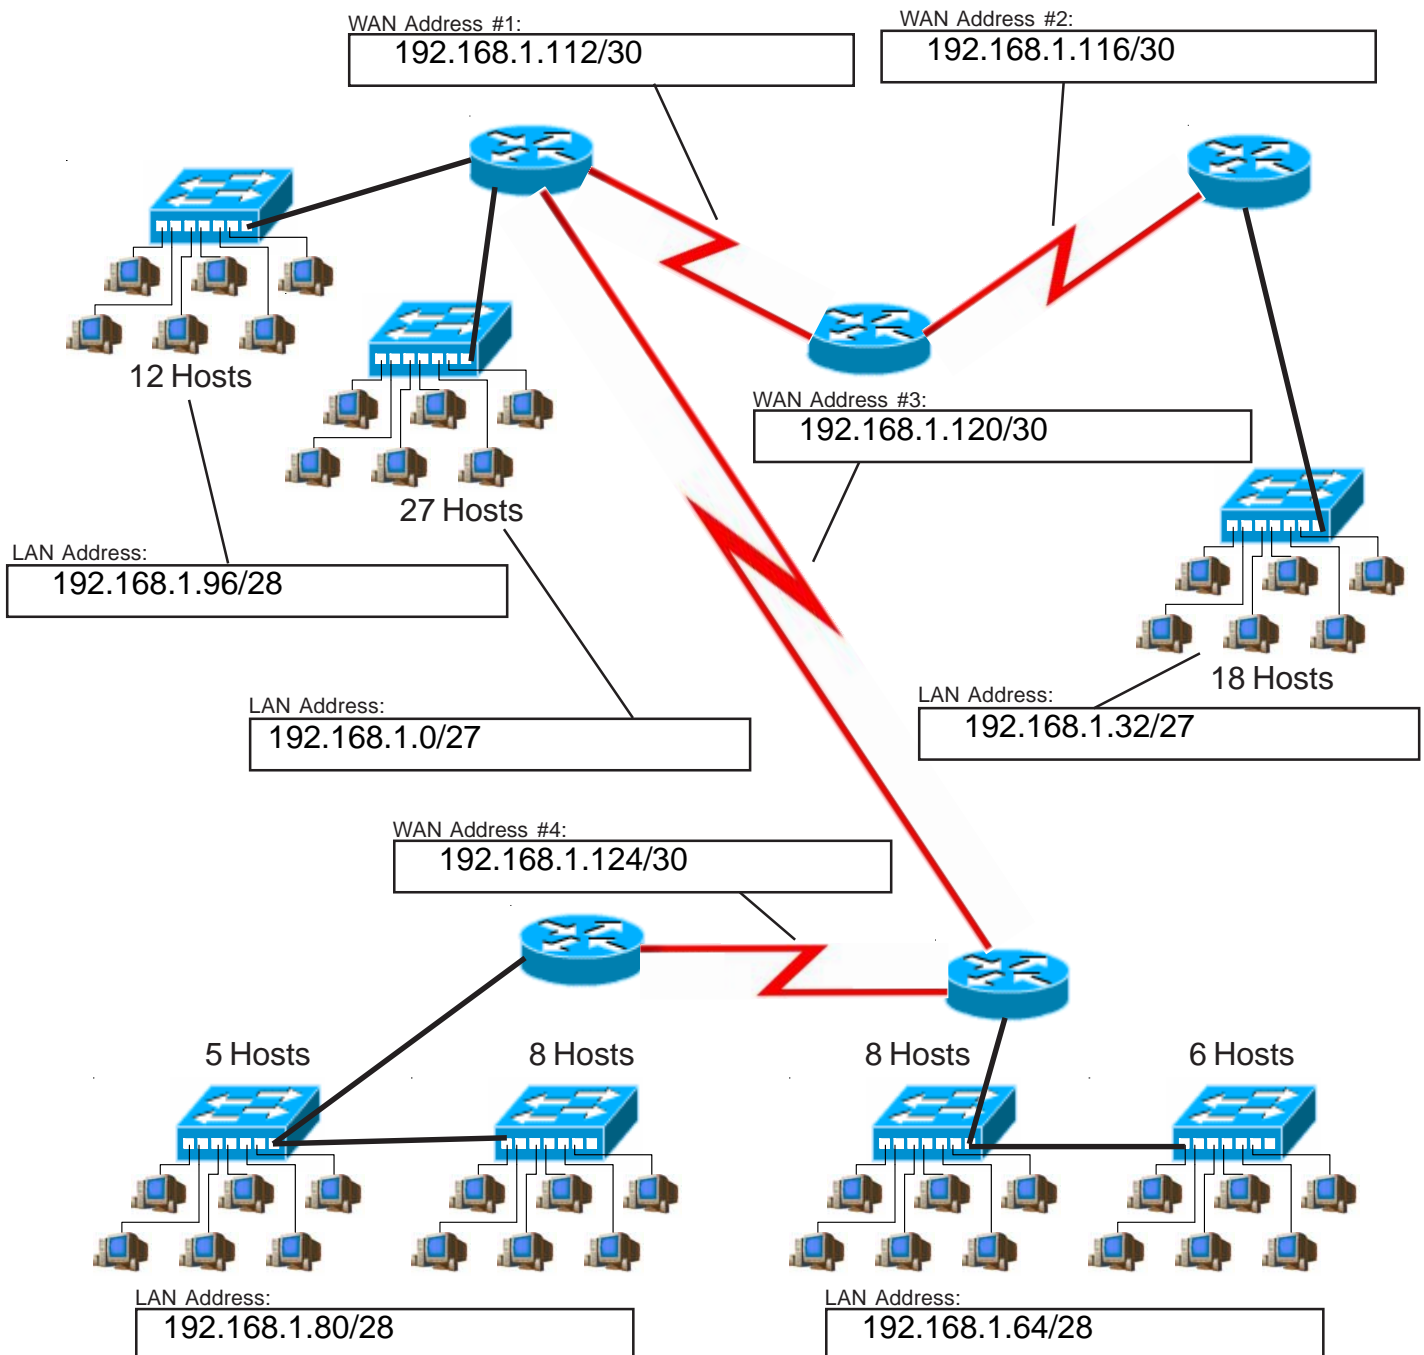 WAN Address #1:
192.168.1.112/30
WAN Address #2:
192.168.1.116/30
12 Hosts
WAN Address #3:
192.168.1.120/30
27 Hosts
LAN Address:
192.168.1.96/28
18 Hosts
LAN Address:
192.168.1.0/27
LAN Address:
192.168.1.32/27
WAN Address #4:
192.168.1.124/30
5 Hosts
8 Hosts
8 Hosts
6 Hosts
LAN Address:
192.168.1.80/28
LAN Address:
192.168.1.64/28